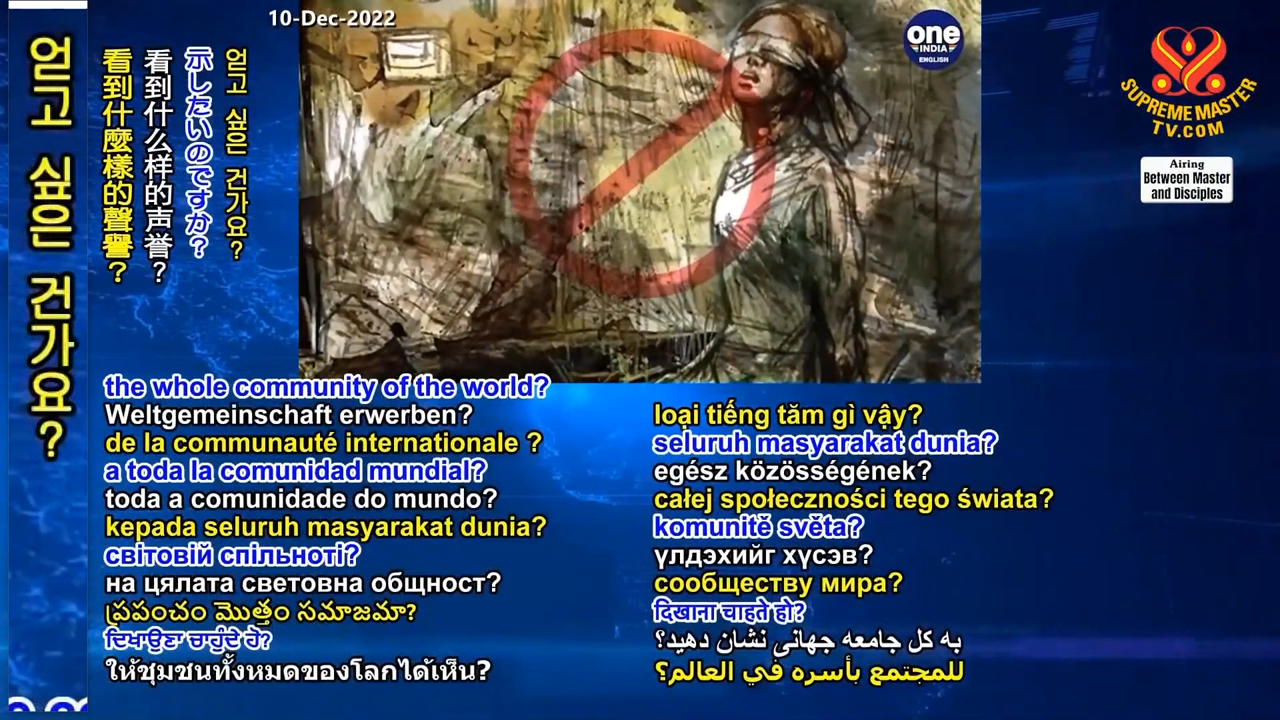 10-Dec-2022
one
INDIA
ENGLISH
SUPREME MASTER
TV.COM
Airing
Between Master
and Disciples
얻고 싶은 건가요?
看到什麼樣的聲譽?
看到什么样的声誉?
示したいのですか?
얻고 싶은 건가요?
the whole community of the world?
Weltgemeinschaft erwerben?
de la communauté internationale ?
a toda la comunidad mundial?
toda a comunidade do mundo?
kepada seluruh masyarakat dunia?
світовій спільноті?
на цялата световна общност?
ప్రపంచం మొత్తం సమాజమా?
ਦਿਖਾਉਣਾ ਚਾਹੁੰਦੇ ਹੋ?
ให้ชุมชนทั้งหมดของโลกได้เห็น?
loại tiếng tăm gì vậy?
seluruh masyarakat dunia?
egész közösségének?
całej społeczności tego świata?
komunitě světa?
үлдэхийг хүсэв?
сообществу мира?
दिखाना चाहते हो?
به کل جامعه جهانی نشان دهید؟
للمجتمع بأسره في العالم؟